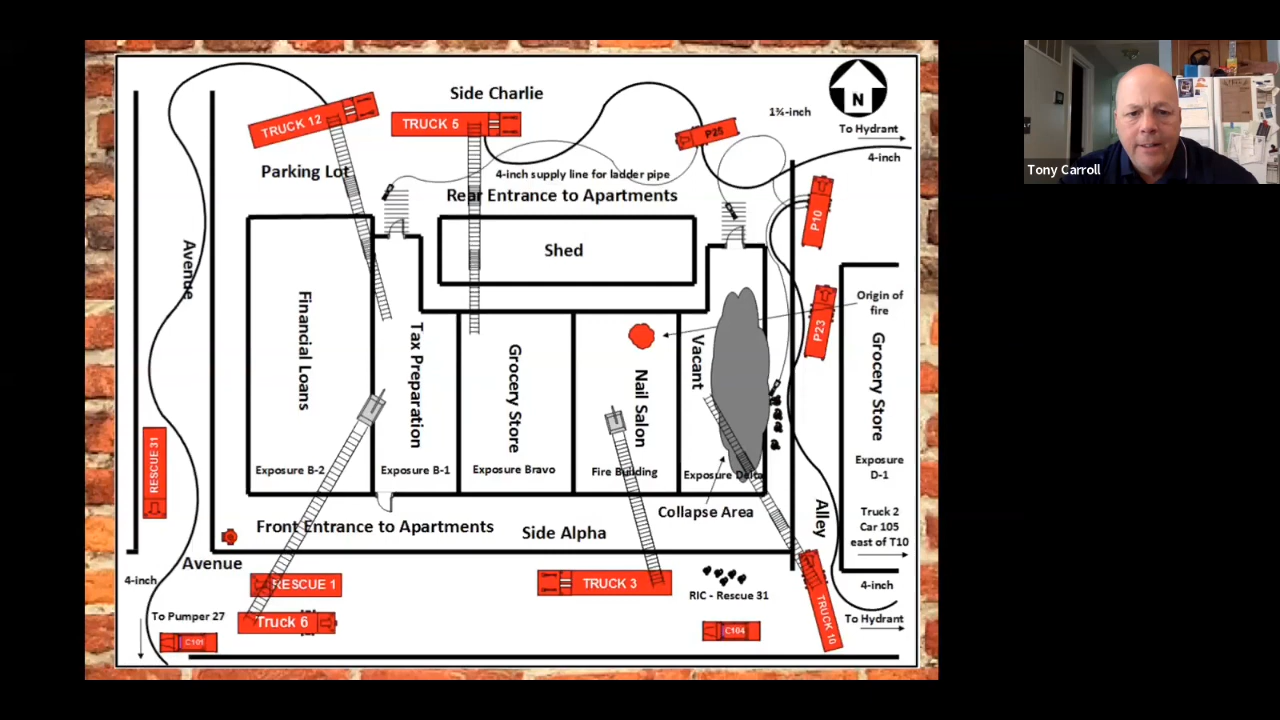 Side Charlie
N
TRUCK 12
TRUCK 5
P25
1¾-inch
To Hydrant
4-inch
Parking Lot
4-inch supply line for ladder pipe
Rear Entrance to Apartments
Tony Carroll
P10
Shed
Avenue
Origin of
fire
P23
Financial Loans
Tax Preparation
Grocery Store
Nail Salon
Vacant
Grocery Store
RESCUE 31
Exposure B-2
Exposure B-1
Exposure Bravo
Fire Building
Exposure Delta
Exposure
D-1
Collapse Area
Alley
Truck 2
Car 105
east of T10
Front Entrance to Apartments
Side Alpha
Avenue
4-inch
RESCUE 1
TRUCK 3
RIC - Rescue 31
4-inch
To Pumper 27
Truck 6
TRUCK 10
To Hydrant
C101
C104